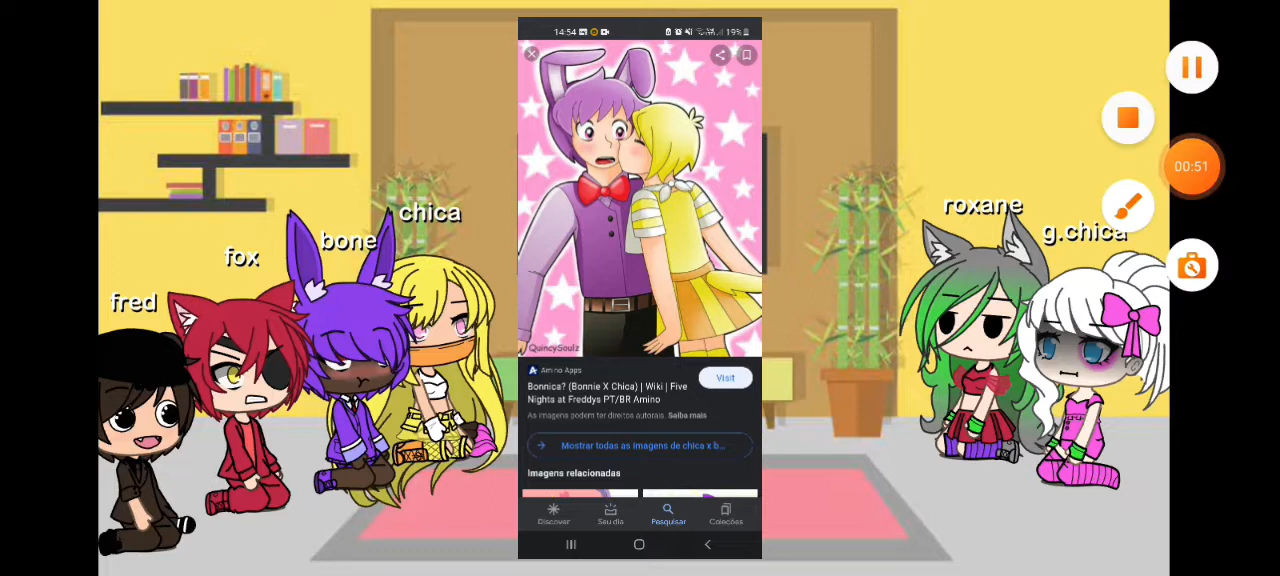 14:54
19%
00:51
chica
roxane
bone
g.chica
fox
fred
QuincySoulz
Amino Apps
Bonnica? (Bonnie X Chica) | Wiki | Five
Nights at Freddys PT/BR Amino
Visit
As imagens podem ter direitos autorais. Saiba mais
Mostrar todas as imagens de chica x b...
Imagens relacionadas
Discover
Seu dia
Pesquisar
Coleções